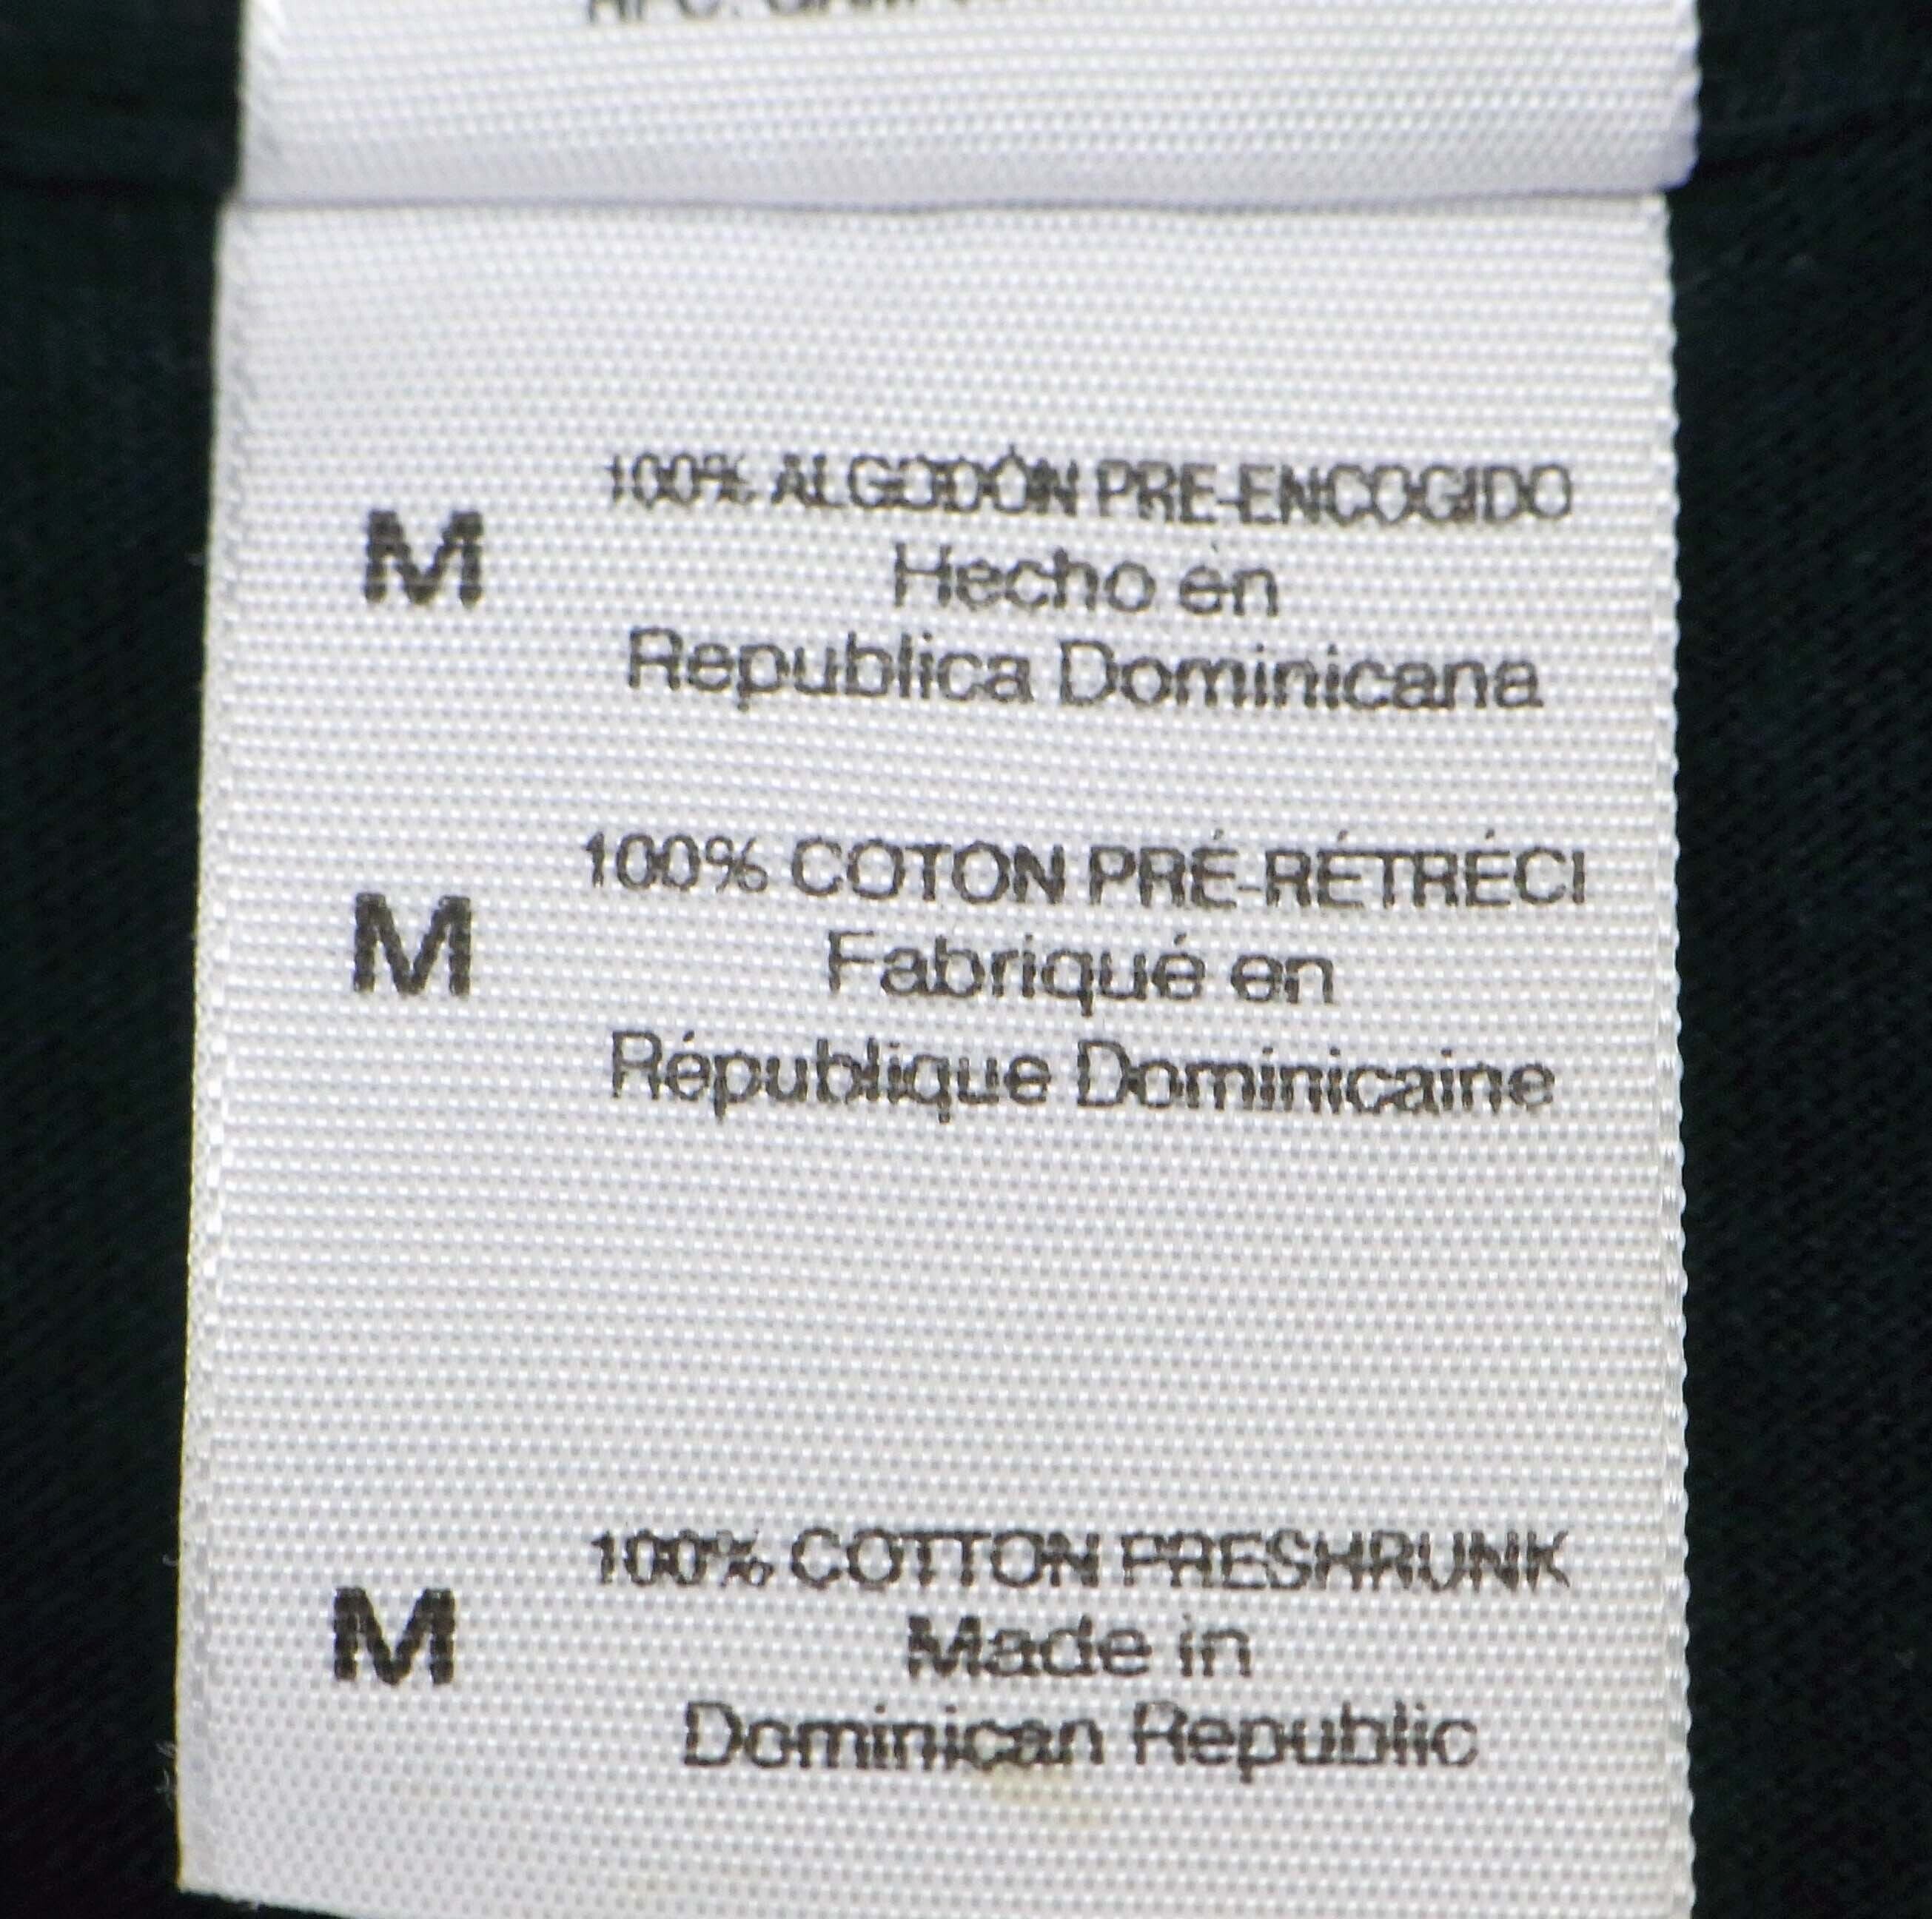 M
100% ALGODÓN PRE-ENCOGIDO
Hecho en
Republica Dominicana
M
100% COTON PRÉ-RÉTRÉCI
Fabriqué en
République Dominicaine
M
100% COTTON PRESHRUNK
Made in
Dominican Republic